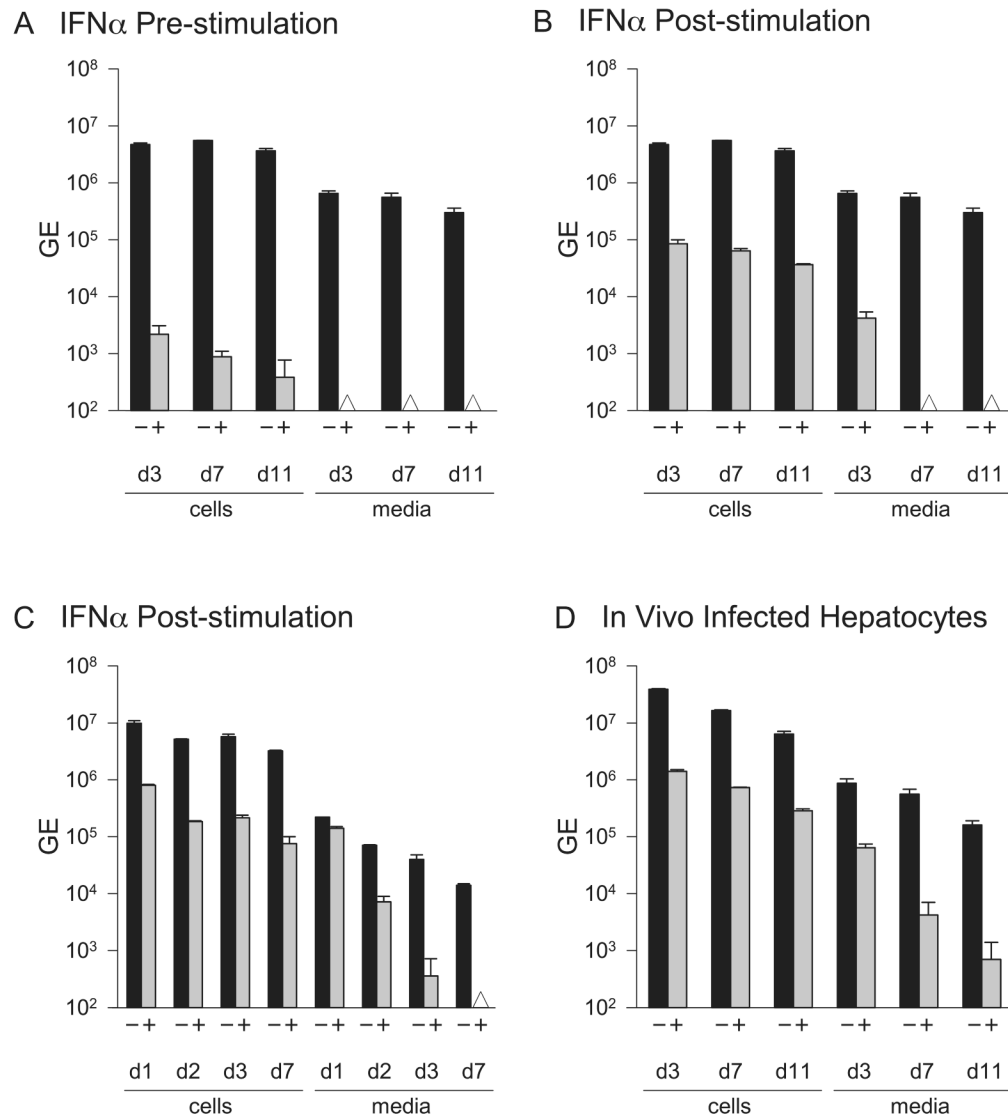 A IFNα Pre-stimulation
10⁸
10⁷
10⁶
10⁵
10⁴
10³
10²
GE
−+ −+ −+ −+ −+ −+
d3 d7 d11 d3 d7 d11
cells media
B IFNα Post-stimulation
10⁸
10⁷
10⁶
10⁵
10⁴
10³
10²
GE
−+ −+ −+ −+ −+ −+
d3 d7 d11 d3 d7 d11
cells media
C IFNα Post-stimulation
10⁸
10⁷
10⁶
10⁵
10⁴
10³
10²
GE
−+ −+ −+ −+ −+ −+ −+ −+
d1 d2 d3 d7 d1 d2 d3 d7
cells media
D In Vivo Infected Hepatocytes
10⁸
10⁷
10⁶
10⁵
10⁴
10³
10²
GE
−+ −+ −+ −+ −+ −+
d3 d7 d11 d3 d7 d11
cells media